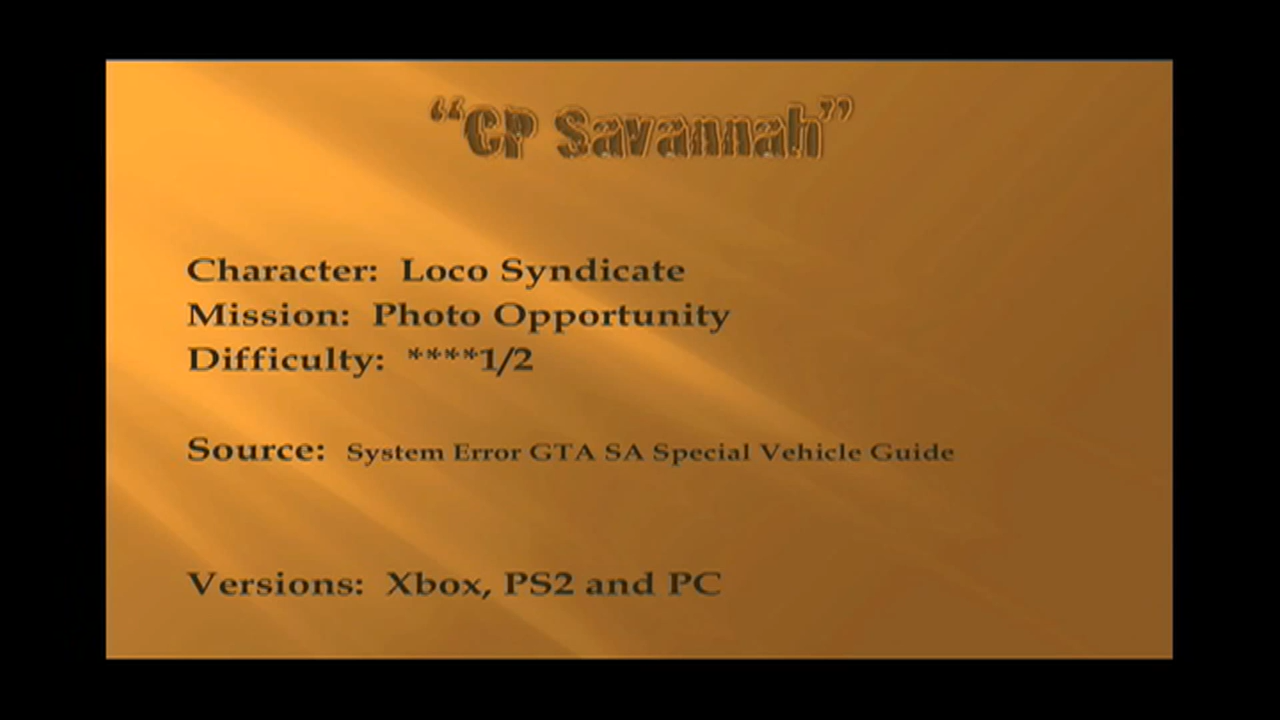 “CP Savannah”
Character: Loco Syndicate
Mission: Photo Opportunity
Difficulty: ****1/2
Source: System Error GTA SA Special Vehicle Guide
Versions: Xbox, PS2 and PC